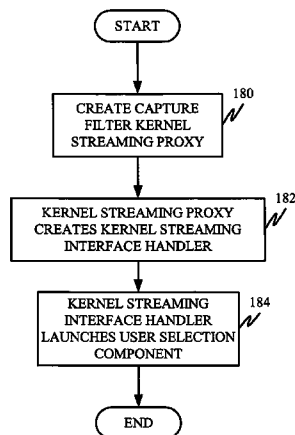 START
180
CREATE CAPTURE
FILTER KERNEL
STREAMING PROXY
182
KERNEL STREAMING PROXY
CREATES KERNEL STREAMING
INTERFACE HANDLER
184
KERNEL STREAMING
INTERFACE HANDLER
LAUNCHES USER SELECTION
COMPONENT
END